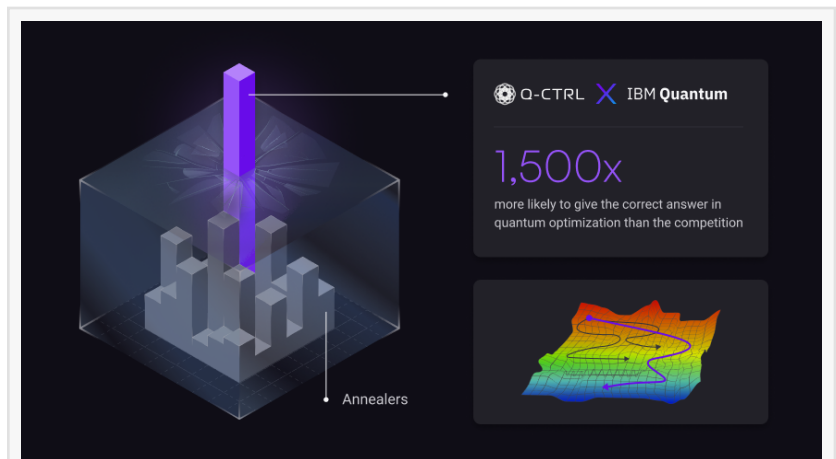 Q-CTRL X IBM Quantum
1,500x
more likely to give the correct answer in
quantum optimization than the competition
Annealers